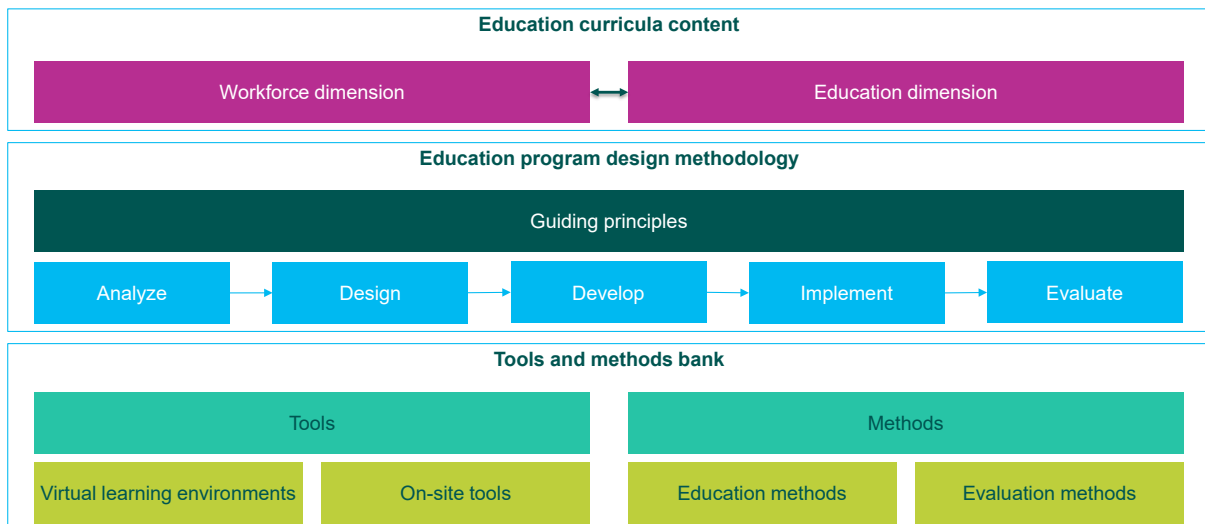 Education curricula content
Workforce dimension
Education dimension
Education program design methodology
Guiding principles
Analyze
Design
Develop
Implement
Evaluate
Tools and methods bank
Tools
Methods
Virtual learning environments
On-site tools
Education methods
Evaluation methods